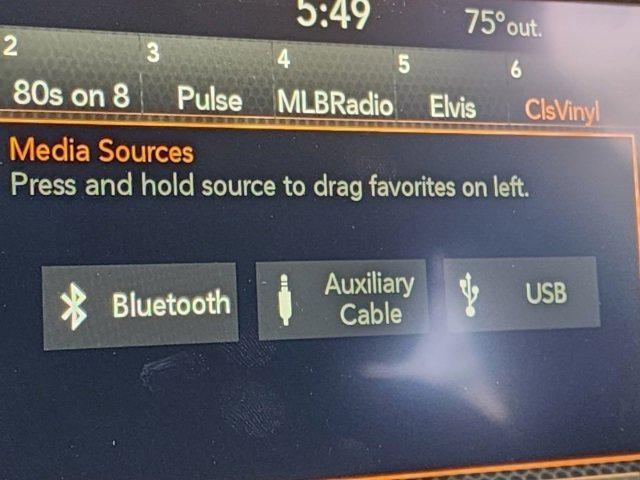 5:49 75° out.
2 3 4 5 6
80s on 8 Pulse MLBRadio Elvis ClsVinyl
Media Sources
Press and hold source to drag favorites on left.
Bluetooth Auxiliary Cable USB